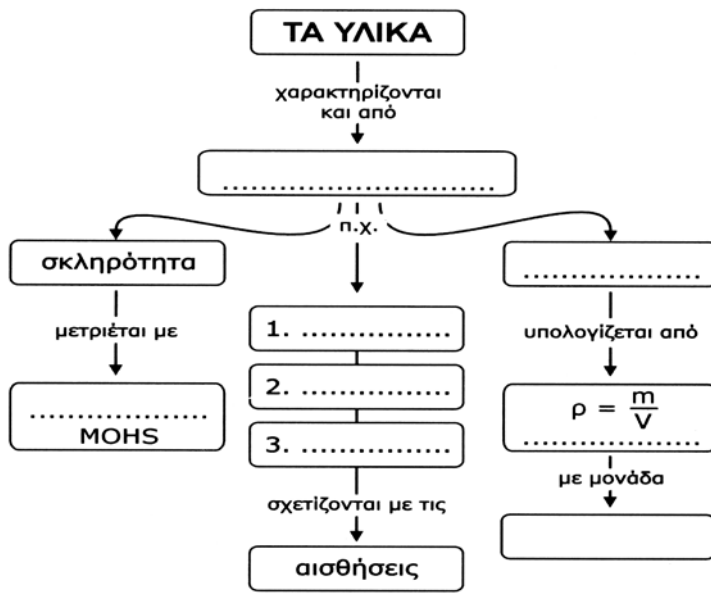 ΤΑ ΥΛΙΚΑ
χαρακτηρίζονται
και από
..............................
π.χ.
σκληρότητα
μετριέται με
......................
MOHS
1. ................
2. ................
3. ................
σχετίζονται με τις
αισθήσεις
....................
υπολογίζεται από
ρ = m/V
....................
με μονάδα